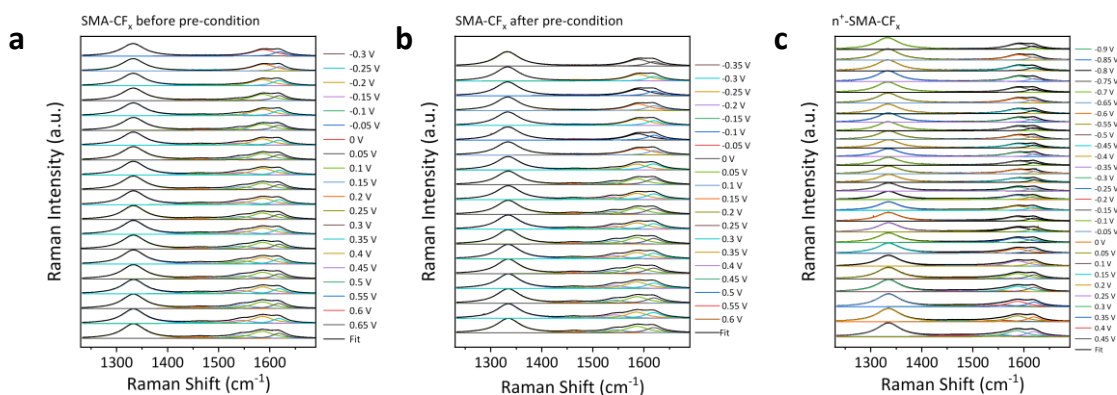 SMA-CFx before pre-condition
a
Raman Intensity (a.u.)
-0.3 V
-0.25 V
-0.2 V
-0.15 V
-0.1 V
-0.05 V
0 V
0.05 V
0.1 V
0.15 V
0.2 V
0.25 V
0.3 V
0.35 V
0.4 V
0.45 V
0.5 V
0.55 V
0.6 V
0.65 V
Fit
1300 1400 1500 1600
Raman Shift (cm-1)
SMA-CFx after pre-condition
b
Raman Intensity (a.u.)
-0.35 V
-0.3 V
-0.25 V
-0.2 V
-0.15 V
-0.1 V
-0.05 V
0 V
0.05 V
0.1 V
0.15 V
0.2 V
0.25 V
0.3 V
0.35 V
0.4 V
0.45 V
0.5 V
0.55 V
0.6 V
Fit
1300 1400 1500 1600
Raman Shift (cm-1)
n+-SMA-CFx
c
Raman Intensity (a.u.)
-0.9 V
-0.85 V
-0.8 V
-0.75 V
-0.7 V
-0.65 V
-0.6 V
-0.55 V
-0.5 V
-0.45 V
-0.4 V
-0.35 V
-0.3 V
-0.25 V
-0.2 V
-0.15 V
-0.1 V
-0.05 V
0 V
0.05 V
0.1 V
0.15 V
0.2 V
0.25 V
0.3 V
0.35 V
0.4 V
0.45 V
Fit
1300 1400 1500 1600
Raman Shift (cm-1)